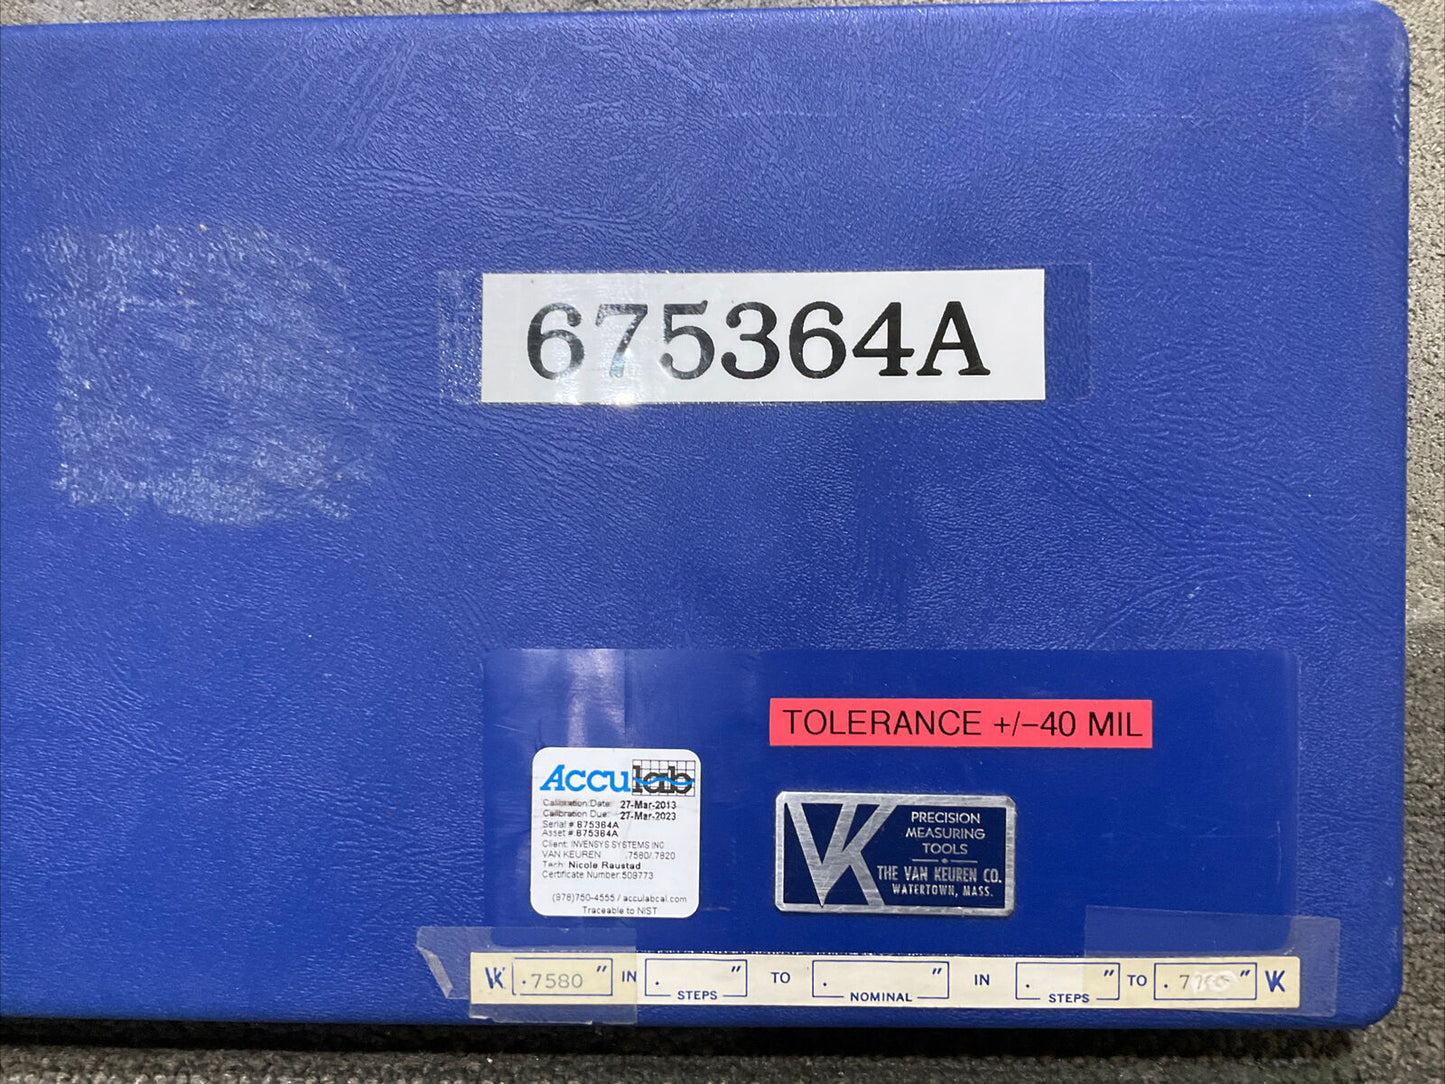 675364A
TOLERANCE +/-40 MIL
Acculab
Calibration Date: 27-Mar-2013
Calibration Due: 27-Mar-2023
Serial # 675364A
Asset # 675364A
Client: INVENSYS SYSTEMS INC
VAN KEUREN .7580/.7820
Tech: Nicole Raustad
Certificate Number: 509773
(978)750-4555 / acculabcal.com
Traceable to NIST
VK
PRECISION
MEASURING
TOOLS
THE VAN KEUREN CO.
WATERTOWN, MASS.
VK .7580 " IN . " STEPS TO . " NOMINAL IN . " STEPS TO " VK